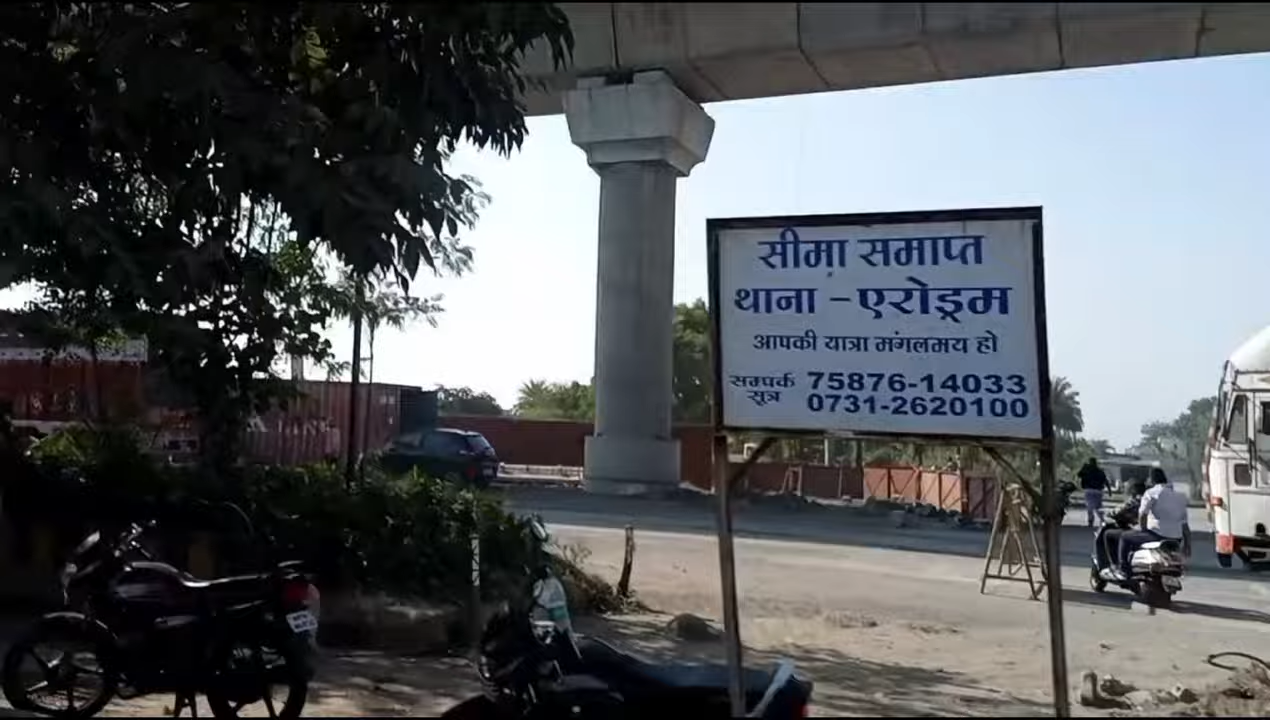 सीमा समाप्त
थाना - एरोड्रम
आपकी यात्रा मंगलमय हो
सम्पर्क सूत्र 75876-14033
0731-2620100